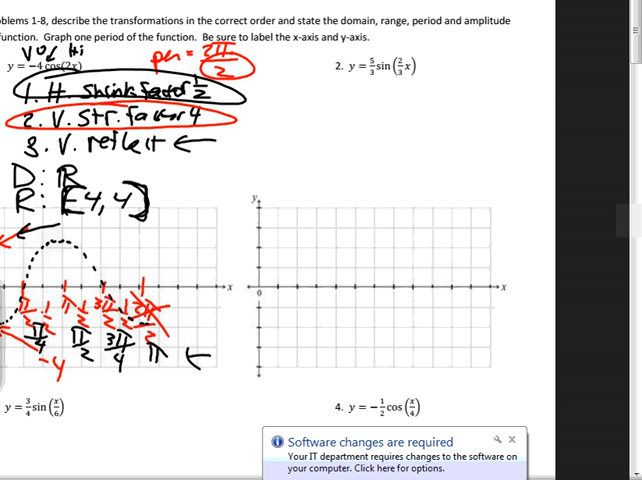 oblems 1-8, describe the transformations in the correct order and state the domain, range, period and amplitude
function. Graph one period of the function. Be sure to label the x-axis and y-axis.
y = -4 cos(2x)
per = 2π/2
2. y = 5/3 sin(2/3 x)
1. H. Shrink factor 1/2
2. V. Str. factor 4
3. V. reflect ←
D: ℝ
R: [-4, 4]
y
x
0
x
π/4 π/2 3π/4 π ←
-4
y = 3/4 sin(x/6)
4. y = -1/2 cos(x/4)
Software changes are required
Your IT department requires changes to the software on
your computer. Click here for options.